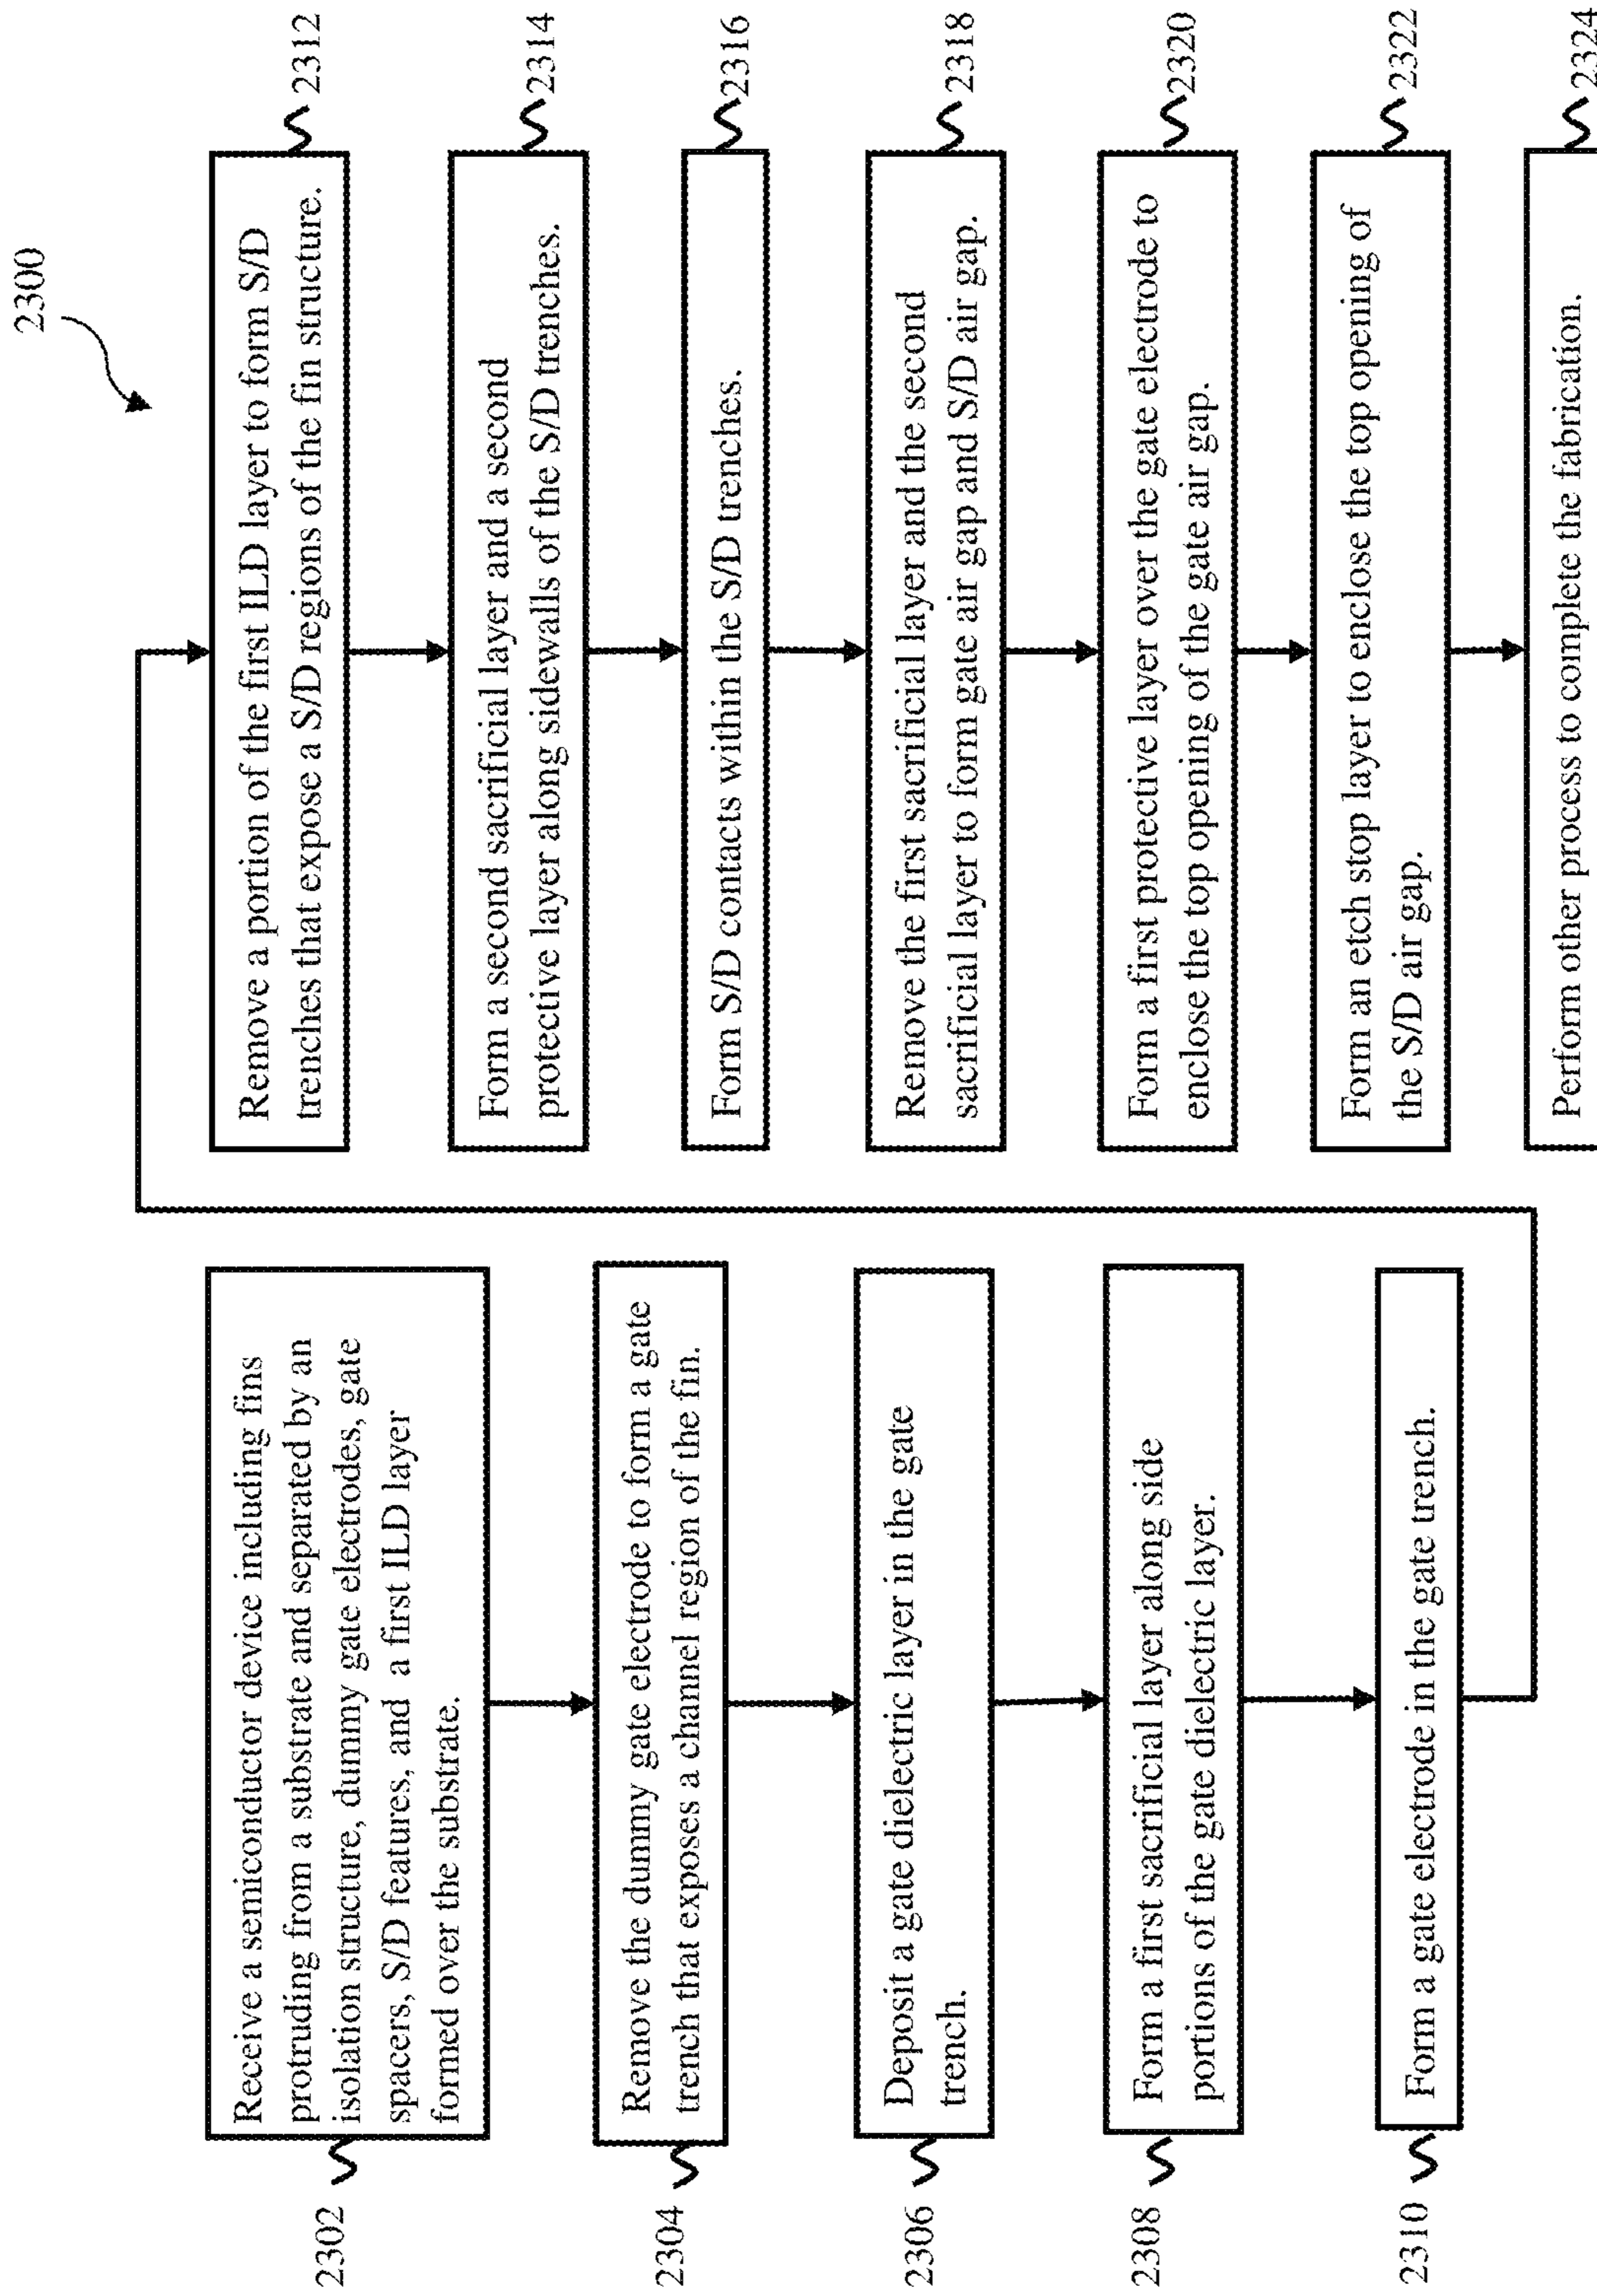 2300
2302
Receive a semiconductor device including fins
protruding from a substrate and separated by an
isolation structure, dummy gate electrodes, gate
spacers, S/D features, and a first ILD layer
formed over the substrate.
2304
Remove the dummy gate electrode to form a gate
trench that exposes a channel region of the fin.
2306
Deposit a gate dielectric layer in the gate
trench.
2308
Form a first sacrificial layer along side
portions of the gate dielectric layer.
2310
Form a gate electrode in the gate trench.
Remove a portion of the first ILD layer to form S/D
trenches that expose a S/D regions of the fin structure.
2312
Form a second sacrificial layer and a second
protective layer along sidewalls of the S/D trenches.
2314
Form S/D contacts within the S/D trenches.
2316
Remove the first sacrificial layer and the second
sacrificial layer to form gate air gap and S/D air gap.
2318
Form a first protective layer over the gate electrode to
enclose the top opening of the gate air gap.
2320
Form an etch stop layer to enclose the top opening of
the S/D air gap.
2322
Perform other process to complete the fabrication.
2324